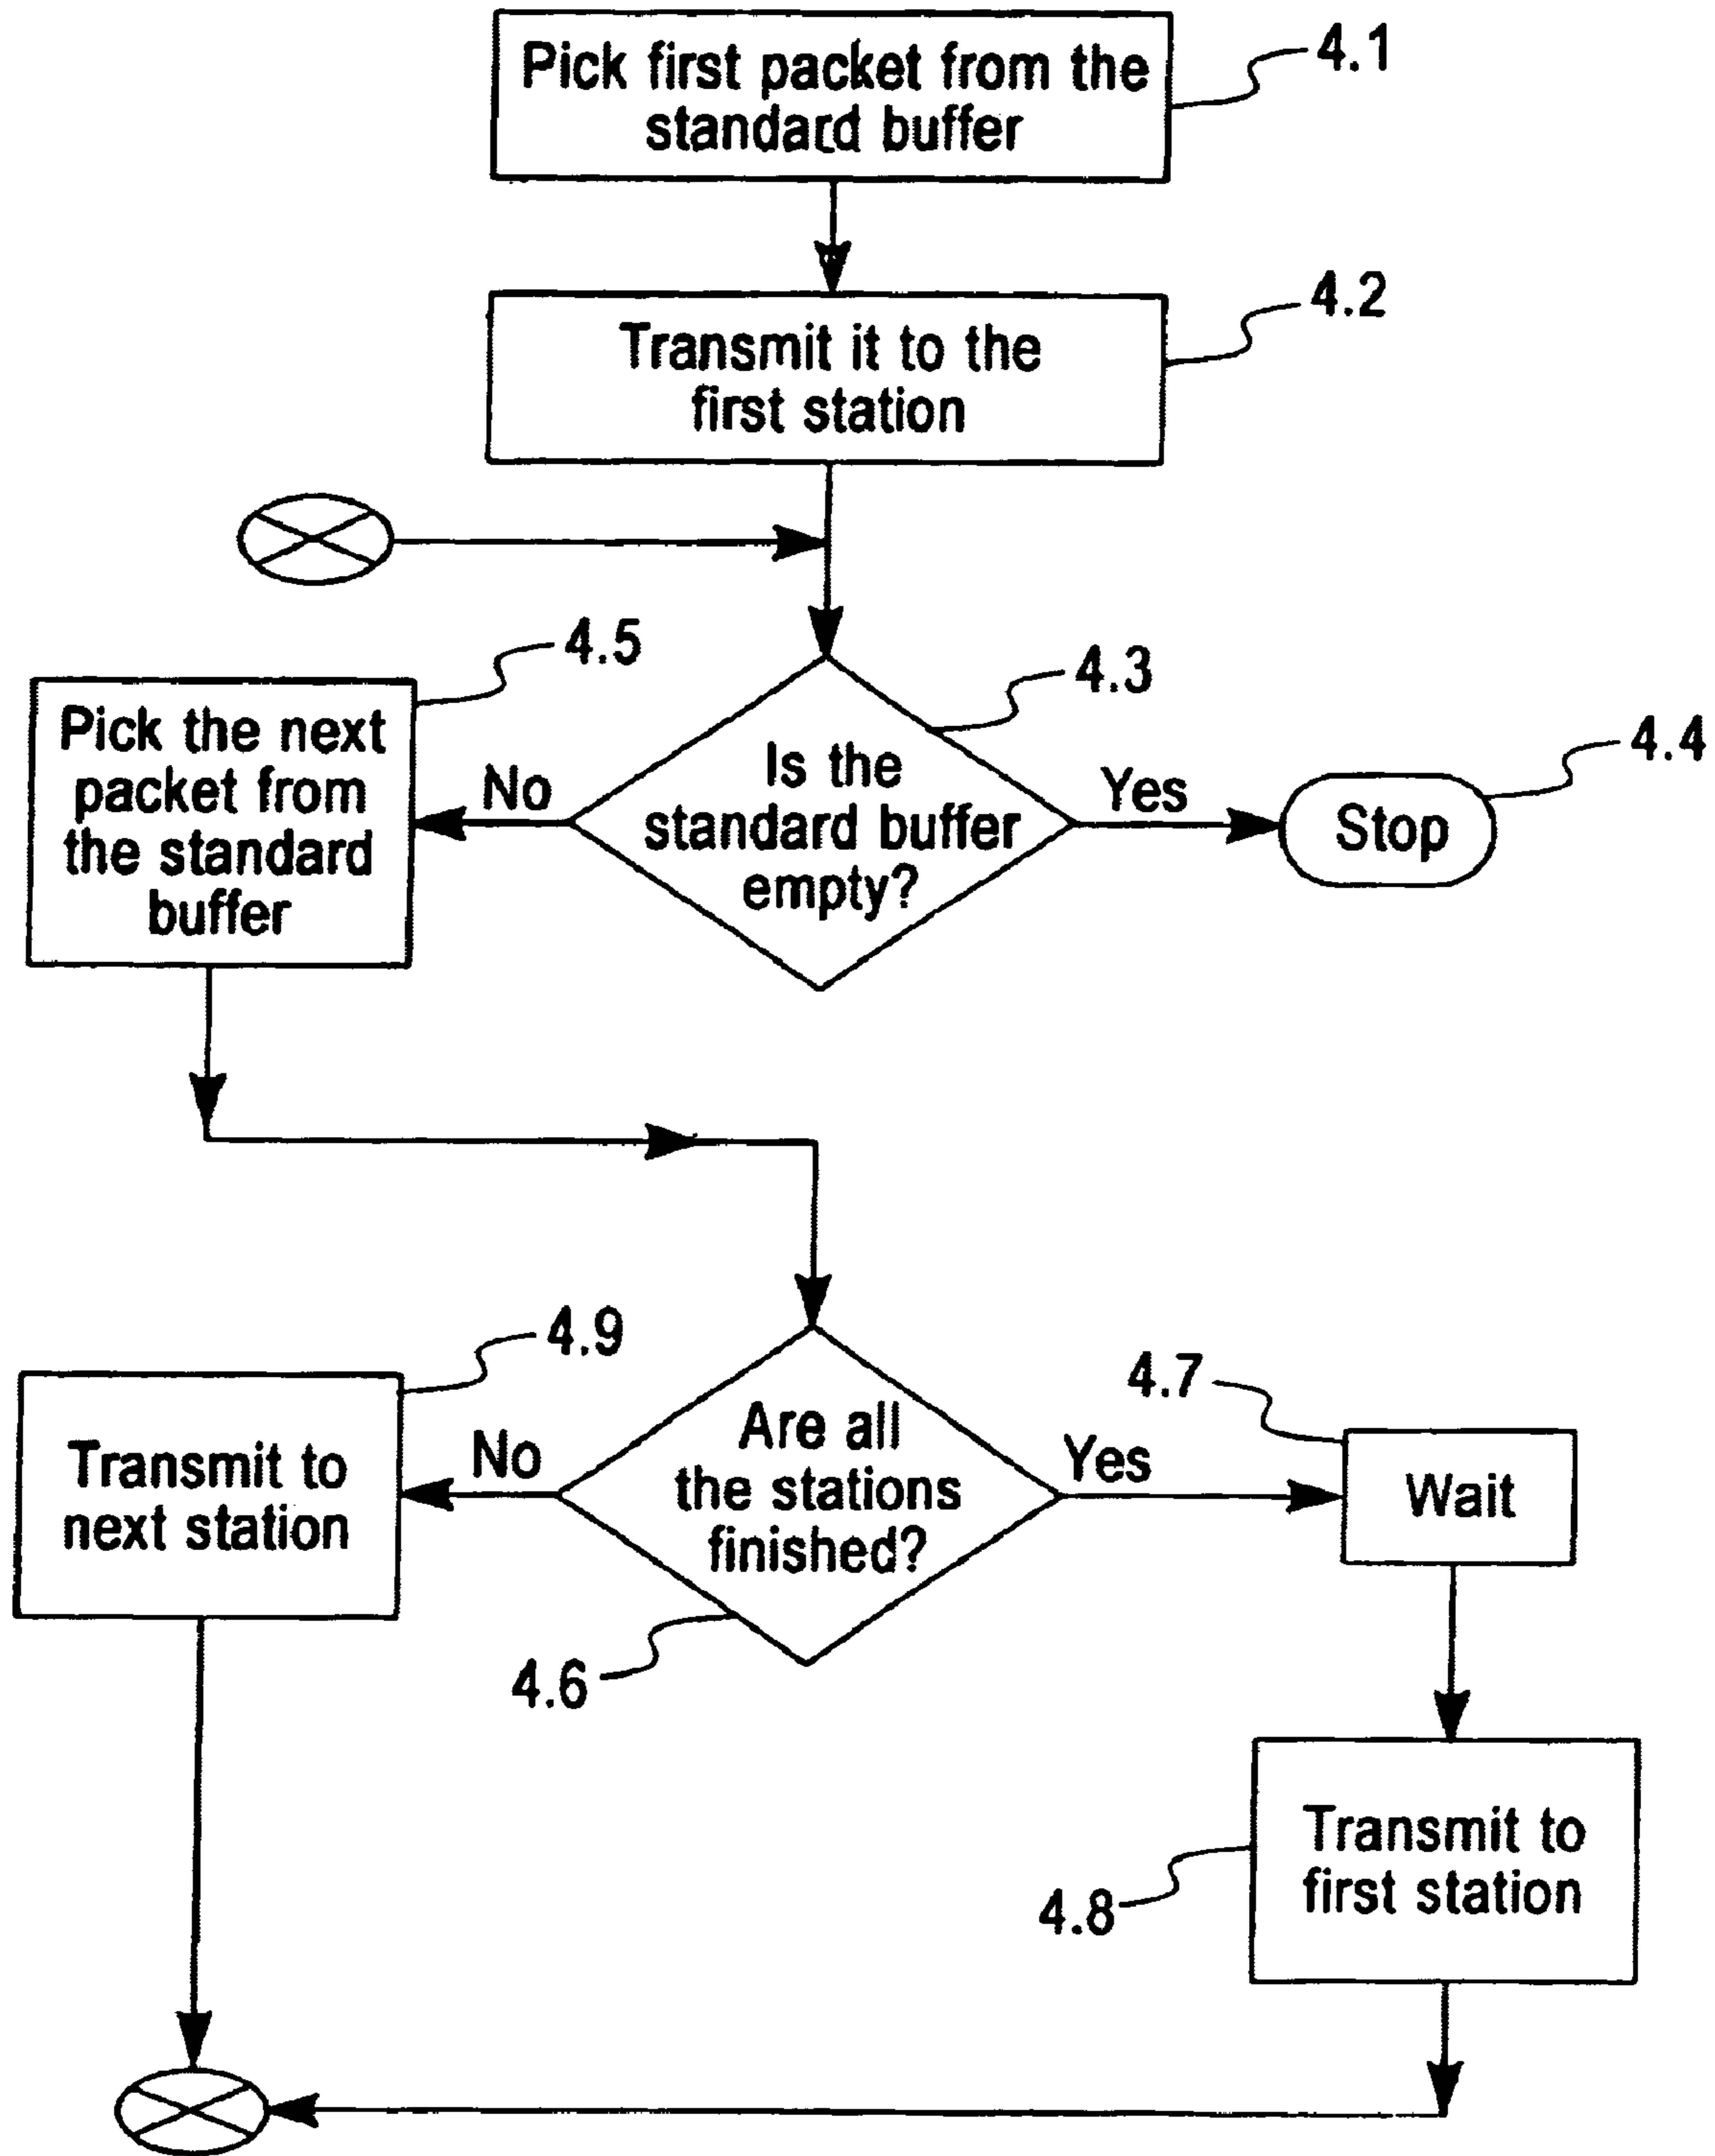 Pick first packet from the
standard buffer
4.1
Transmit it to the
first station
4.2
4.5
Pick the next
packet from
the standard
buffer
No
4.3
Is the
standard buffer
empty?
Yes
4.4
Stop
4.9
Transmit to
next station
No
Are all
the stations
finished?
4.6
Yes
4.7
Wait
4.8
Transmit to
first station